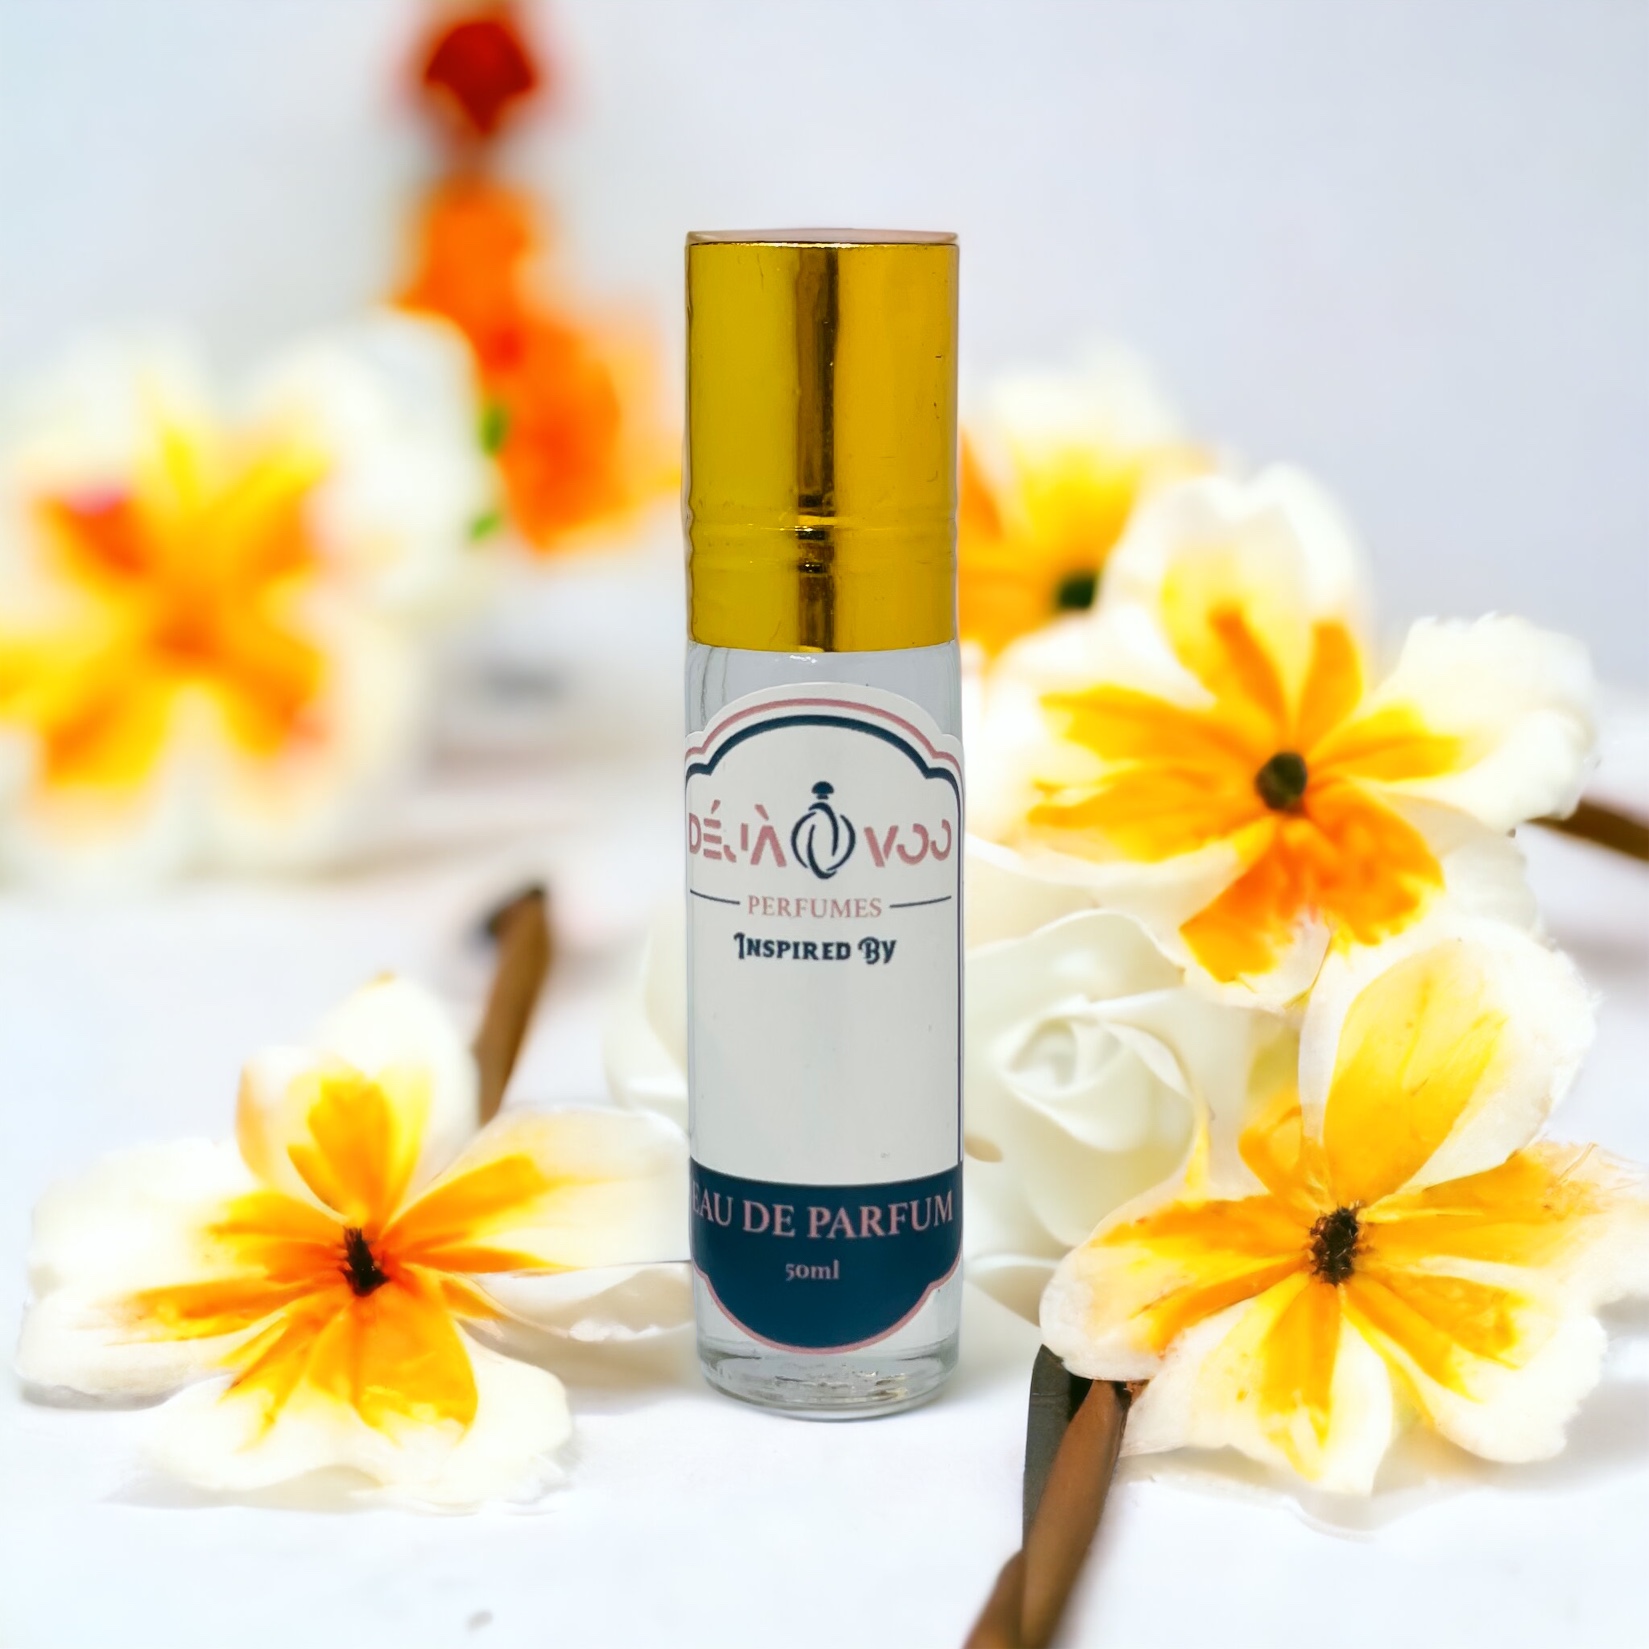 DÉJÀ VOO
PERFUMES
INSPIRED BY
EAU DE PARFUM
50ml